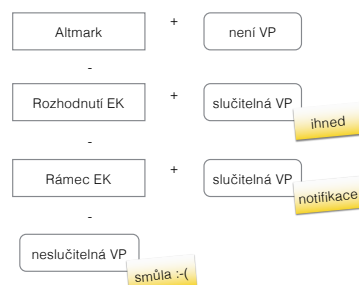 Altmark + není VP
-
Rozhodnutí EK + slučitelná VP
ihned
-
Rámec EK + slučitelná VP
notifikace
-
neslučitelná VP
smůla :-(